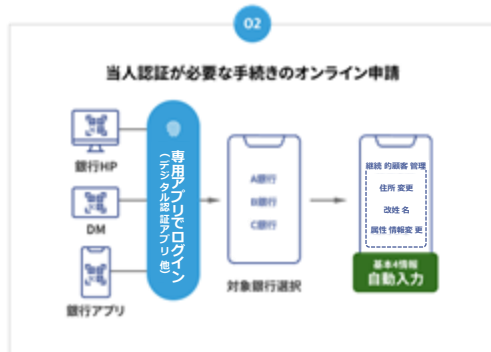 02
当人認証が必要な手続きのオンライン申請
銀行HP
DM
銀行アプリ
専用アプリでログイン
(デジタル認証アプリ 他)
A銀行
B銀行
C銀行
対象銀行選択
継続 的顧客 管理
住所 変更
改姓 名
属性 情報変 更
基本4情報
自動入力